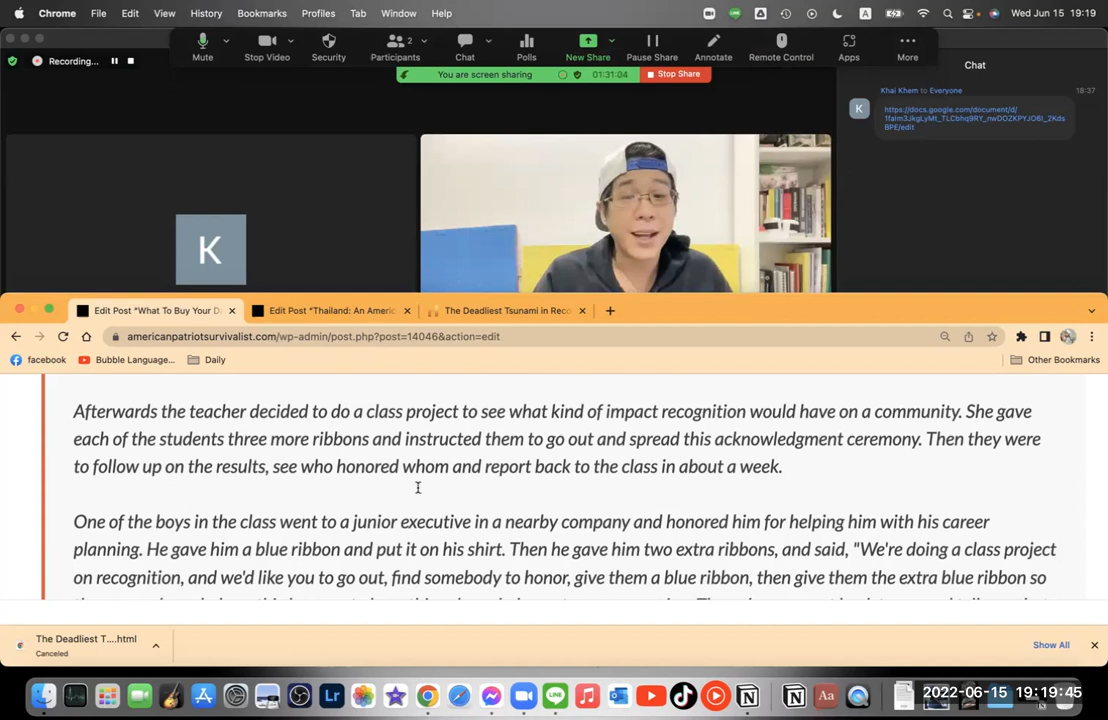 Chrome File Edit View History Bookmarks Profiles Tab Window Help
A
Wed Jun 15 19:19
Recording...
Mute
Stop Video
Security
2
Participants
Chat
Polls
New Share
Pause Share
Annotate
Remote Control
Apps
More
You are screen sharing
01:31:04
Stop Share
Chat
Khai Khem to Everyone
18:37
K
https://docs.google.com/document/d/
BPE/edit
K
Edit Post “What To Buy Your D
Edit Post “Thailand: An Americ
The Deadliest Tsunami in Reco
americanpatriotsurvivalist.com/wp-admin/post.php?post=14046&action=edit
facebook
Bubble Language...
Daily
Other Bookmarks
Afterwards the teacher decided to do a class project to see what kind of impact recognition would have on a community. She gave
each of the students three more ribbons and instructed them to go out and spread this acknowledgment ceremony. Then they were
to follow up on the results, see who honored whom and report back to the class in about a week.
One of the boys in the class went to a junior executive in a nearby company and honored him for helping him with his career
planning. He gave him a blue ribbon and put it on his shirt. Then he gave him two extra ribbons, and said, "We're doing a class project
on recognition, and we'd like you to go out, find somebody to honor, give them a blue ribbon, then give them the extra blue ribbon so
The Deadliest T....html
Canceled
Show All
Lr
Aa
2022-06-15 19:19:45